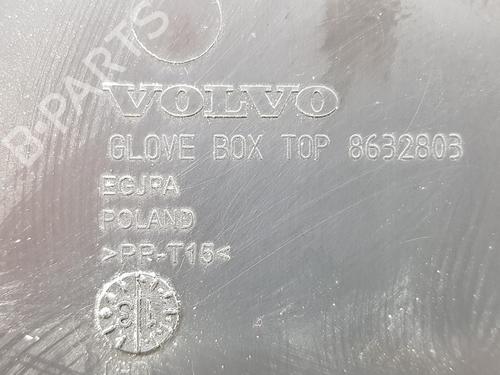 B-PARTS
VOLVO
GLOVE BOX TOP 8632803
EGJPA
POLAND
>PP-T15<